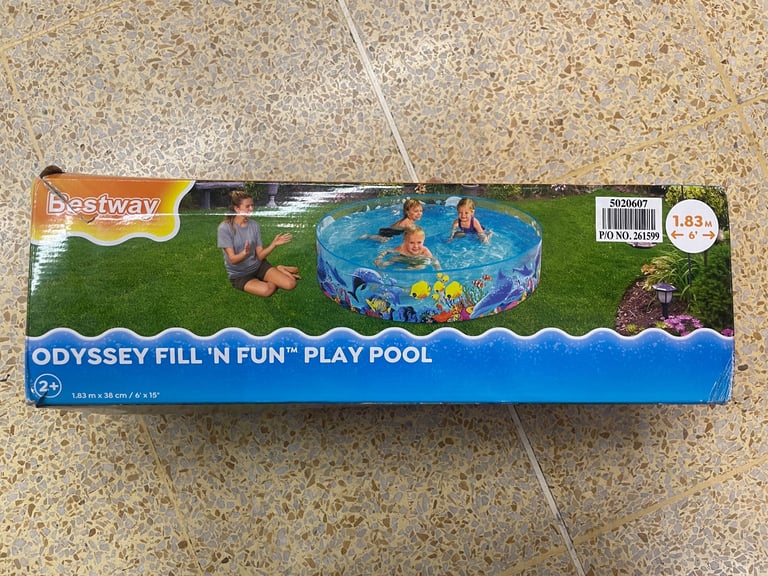 Bestway
5020607
P/O NO. 261599
1.83 M
← 6' →
ODYSSEY FILL 'N FUN™ PLAY POOL
2+
1.83 m x 38 cm / 6' x 15"